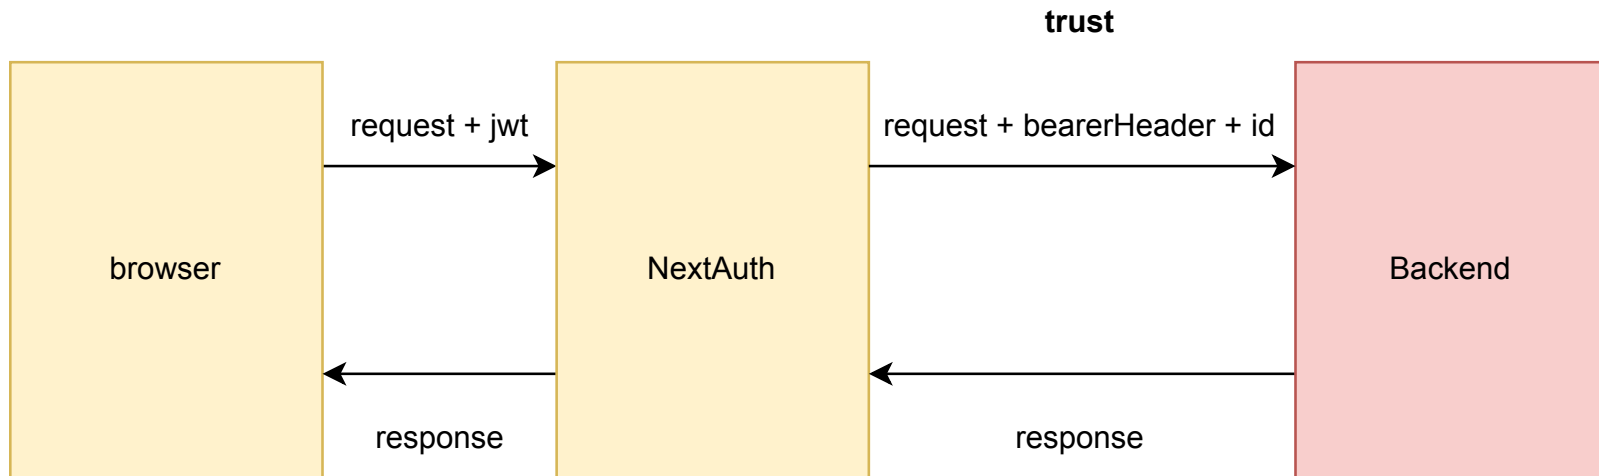 trust
request + jwt
request + bearerHeader + id
browser
NextAuth
Backend
response
response